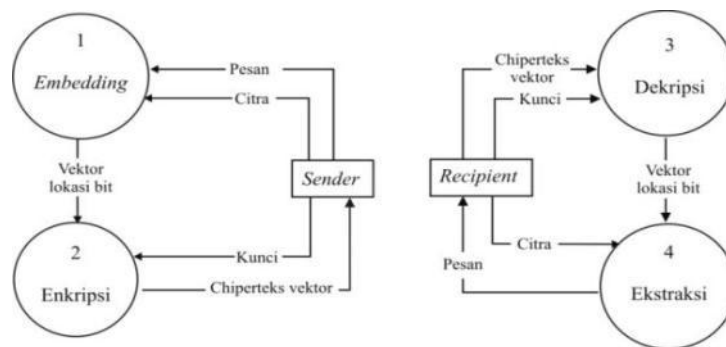 1
Embedding
Pesan
Citra
Vektor
lokasi bit
Sender
2
Enkripsi
Kunci
Chiperteks vektor
3
Dekripsi
Chiperteks
vektor
Kunci
Recipient
Vektor
lokasi bit
Citra
Pesan
4
Ekstraksi